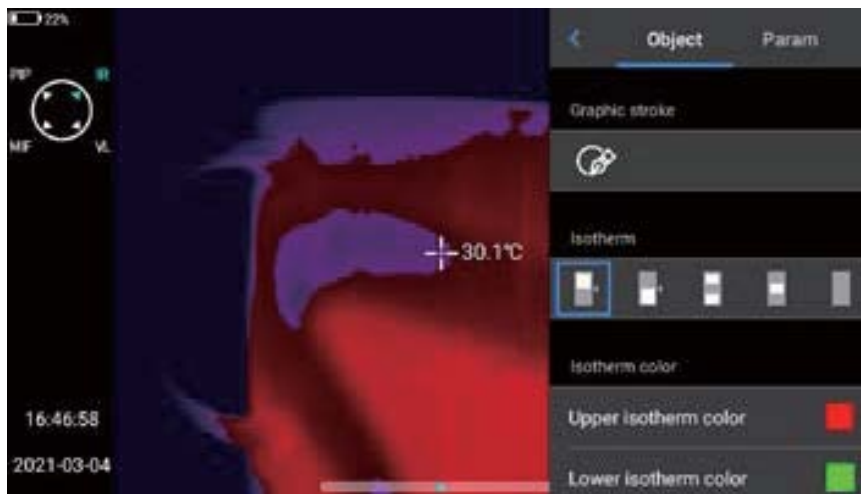 22%
PIP
IR
MIF
VL
30.1°C
16:46:58
2021-03-04
Object
Param
Graphic stroke
Isotherm
Isotherm color
Upper isotherm color
Lower isotherm color